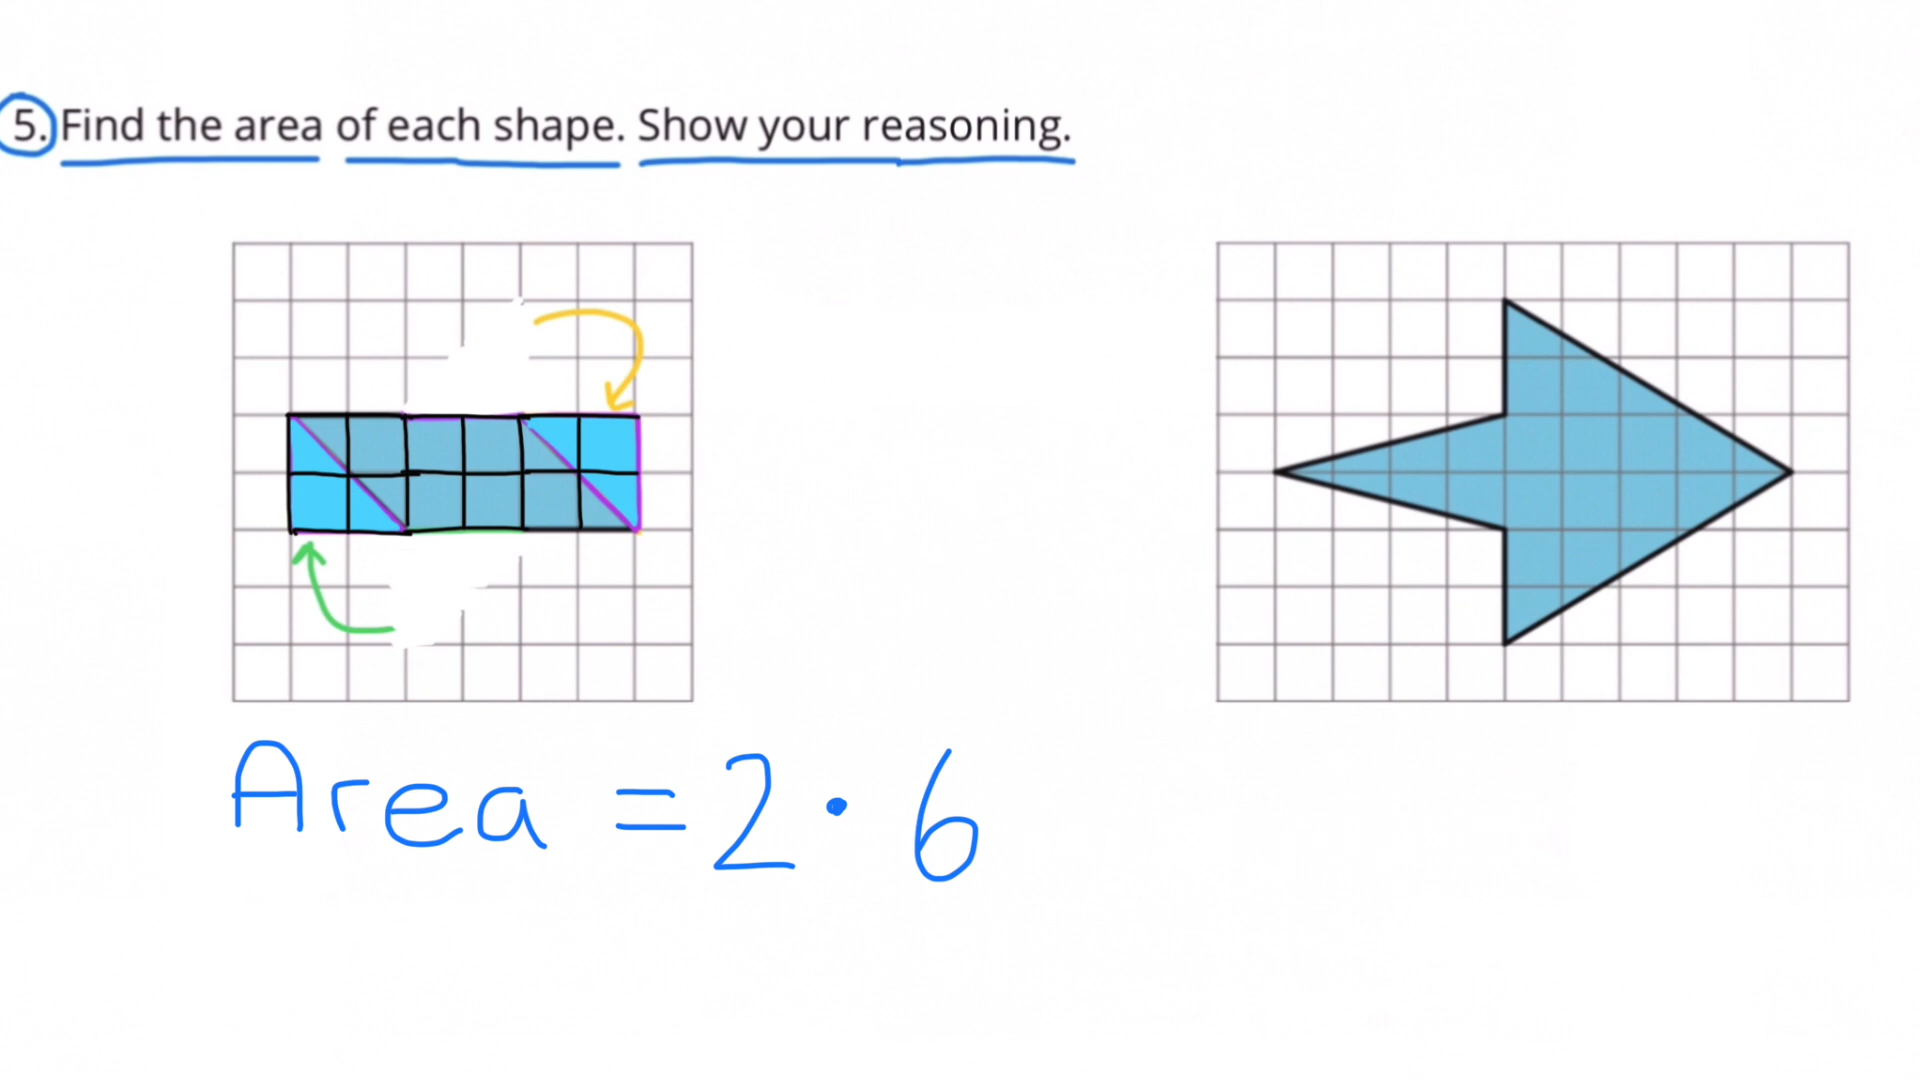 5. Find the area of each shape. Show your reasoning.
Area = 2 · 6